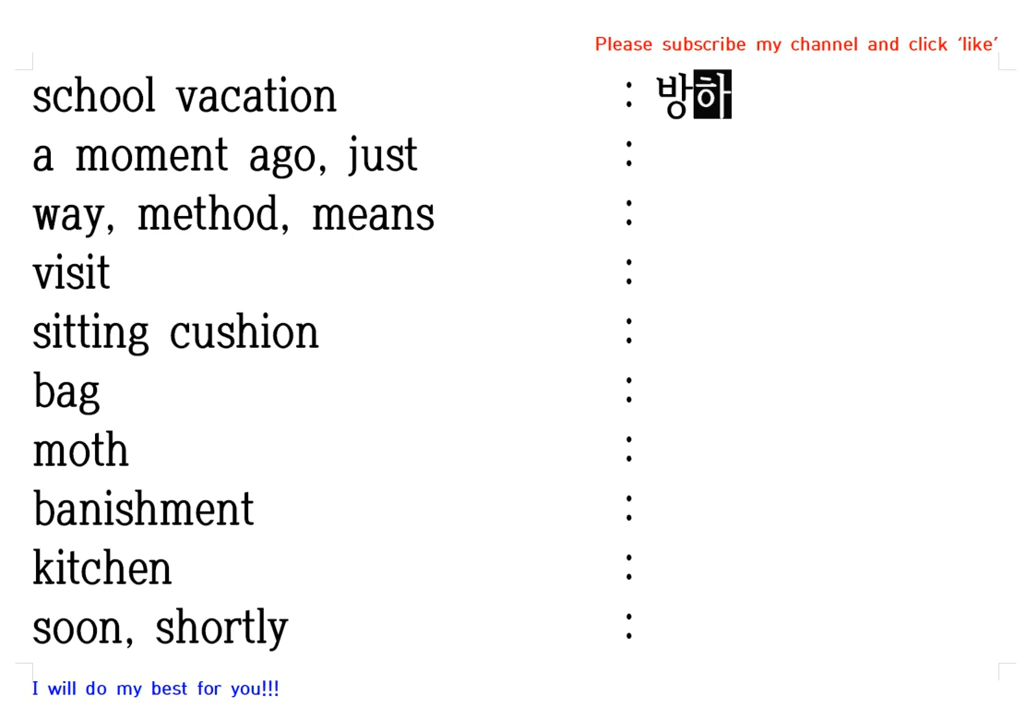 Please subscribe my channel and click ‘like’
school vacation : 방하
a moment ago, just :
way, method, means :
visit :
sitting cushion :
bag :
moth :
banishment :
kitchen :
soon, shortly :
I will do my best for you!!!